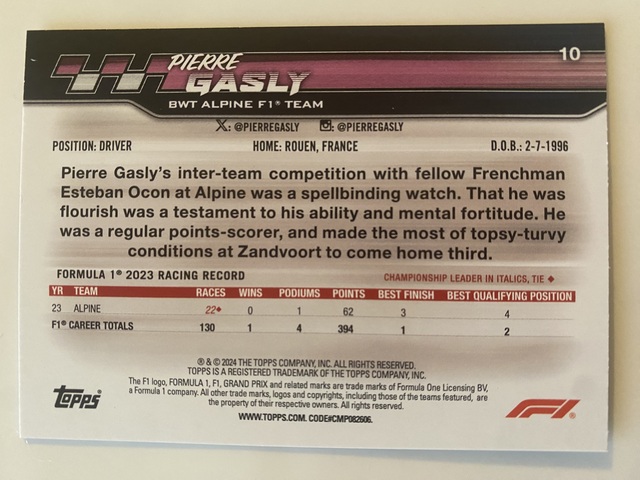 PIERRE
GASLY
10
BWT ALPINE F1® TEAM
X: @PIERREGASLY : @PIERREGASLY
POSITION: DRIVER HOME: ROUEN, FRANCE D.O.B.: 2-7-1996
Pierre Gasly's inter-team competition with fellow Frenchman
Esteban Ocon at Alpine was a spellbinding watch. That he was
flourish was a testament to his ability and mental fortitude. He
was a regular points-scorer, and made the most of topsy-turvy
conditions at Zandvoort to come home third.
FORMULA 1® 2023 RACING RECORD CHAMPIONSHIP LEADER IN ITALICS, TIE ♦
YR TEAM RACES WINS PODIUMS POINTS BEST FINISH BEST QUALIFYING POSITION
23 ALPINE 22♦ 0 1 62 3 4
F1® CAREER TOTALS 130 1 4 394 1 2
® & © 2024 THE TOPPS COMPANY, INC. ALL RIGHTS RESERVED.
TOPPS IS A REGISTERED TRADEMARK OF THE TOPPS COMPANY, INC.
The F1 logo, FORMULA 1, F1, GRAND PRIX and related marks are trade marks of Formula One Licensing BV,
a Formula 1 company. All other trade marks, logos and copyrights, including those of the teams featured, are
the property of their respective owners. All rights reserved.
WWW.TOPPS.COM. CODE#CMP082606.
Topps®
F1®